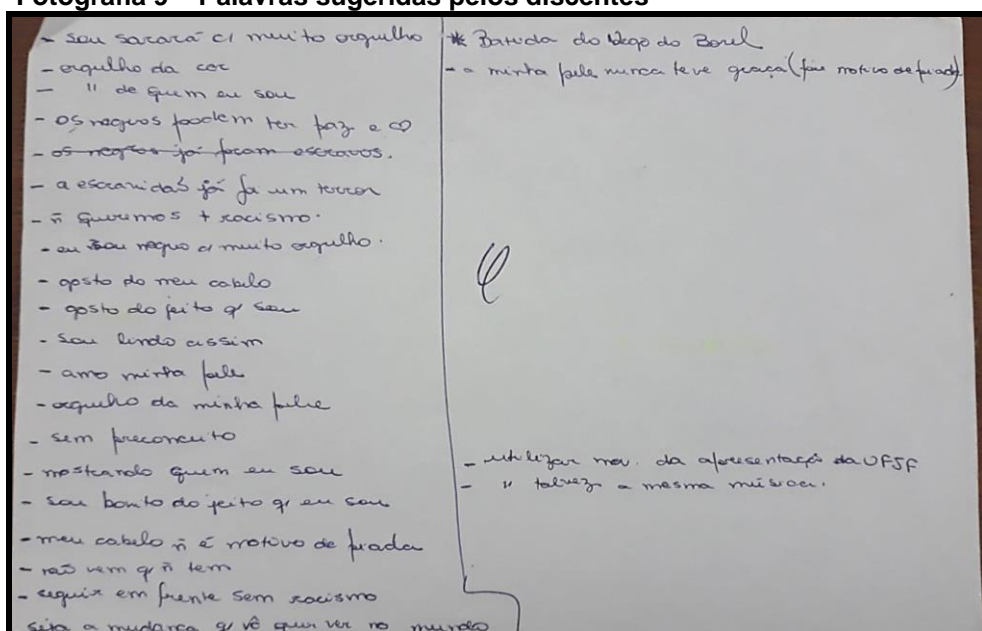 Fotografia 9 – Palavras sugeridas pelos discentes
- sou sarará c/ muito orgulho
- orgulho da cor
- " de quem eu sou
- os negros podem ter paz e ♡
- os negros já foram escravos.
- a escravidão já foi um terror
- ñ queremos + racismo.
- eu sou negro c/ muito orgulho.
- gosto do meu cabelo
- gosto do jeito q/ sou
- sou lindo assim
- amo minha pele
- orgulho da minha pele
- sem preconceito
- mostrando quem eu sou
- sou bonito do jeito q/ eu sou
- meu cabelo ñ é motivo de piada
- não vem q/ ñ tem
- seguir em frente sem racismo
seja a mudança q/ vê quer ver no mundo
* Batida do Nego do Borel
- a minha pele nunca teve graça (foi motivo de piada)
- utilizar mov. da apresentação da UFJF
- " talvez a mesma música.